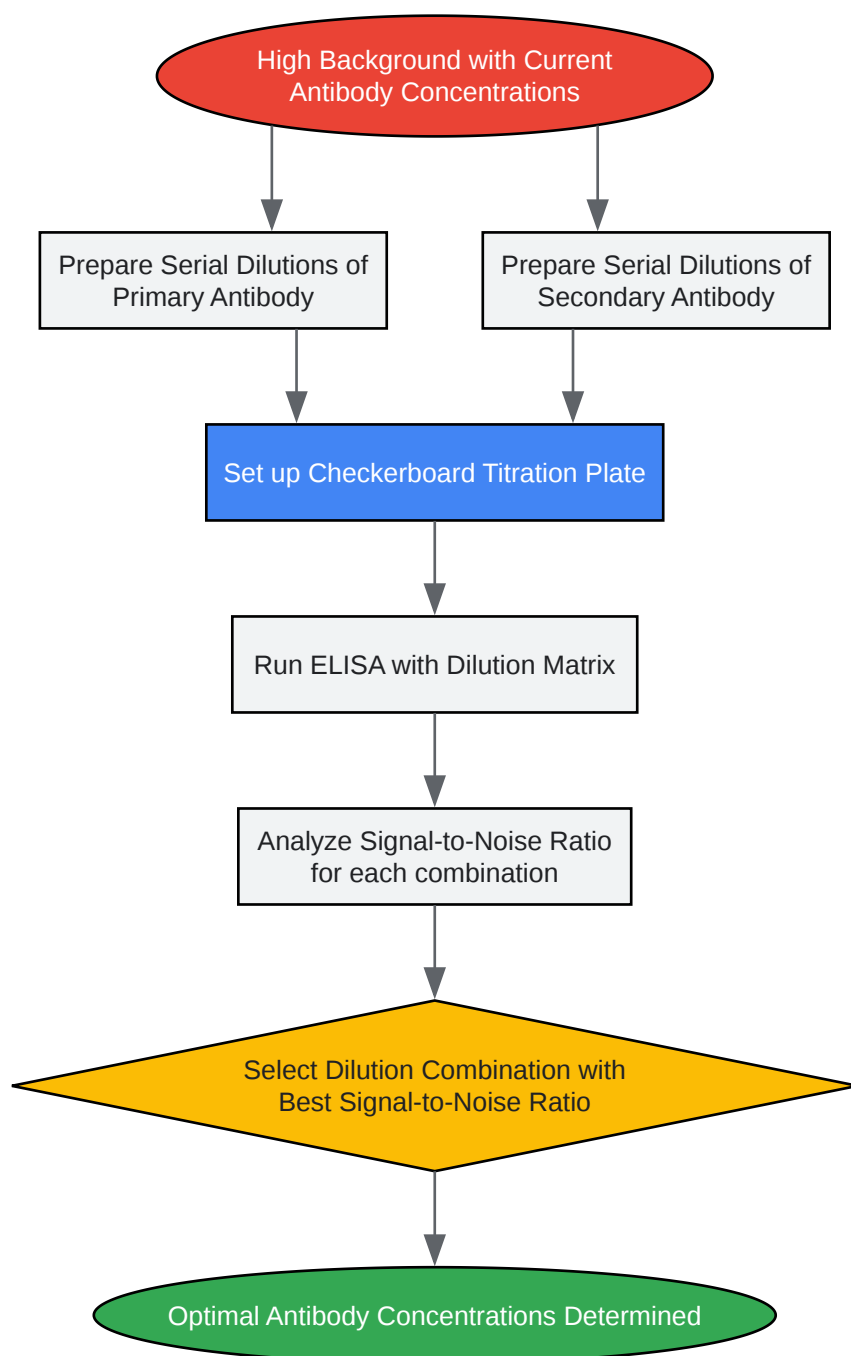 High Background with Current
Antibody Concentrations
Prepare Serial Dilutions of
Primary Antibody
Prepare Serial Dilutions of
Secondary Antibody
Set up Checkerboard Titration Plate
Run ELISA with Dilution Matrix
Analyze Signal-to-Noise Ratio
for each combination
Select Dilution Combination with
Best Signal-to-Noise Ratio
Optimal Antibody Concentrations Determined